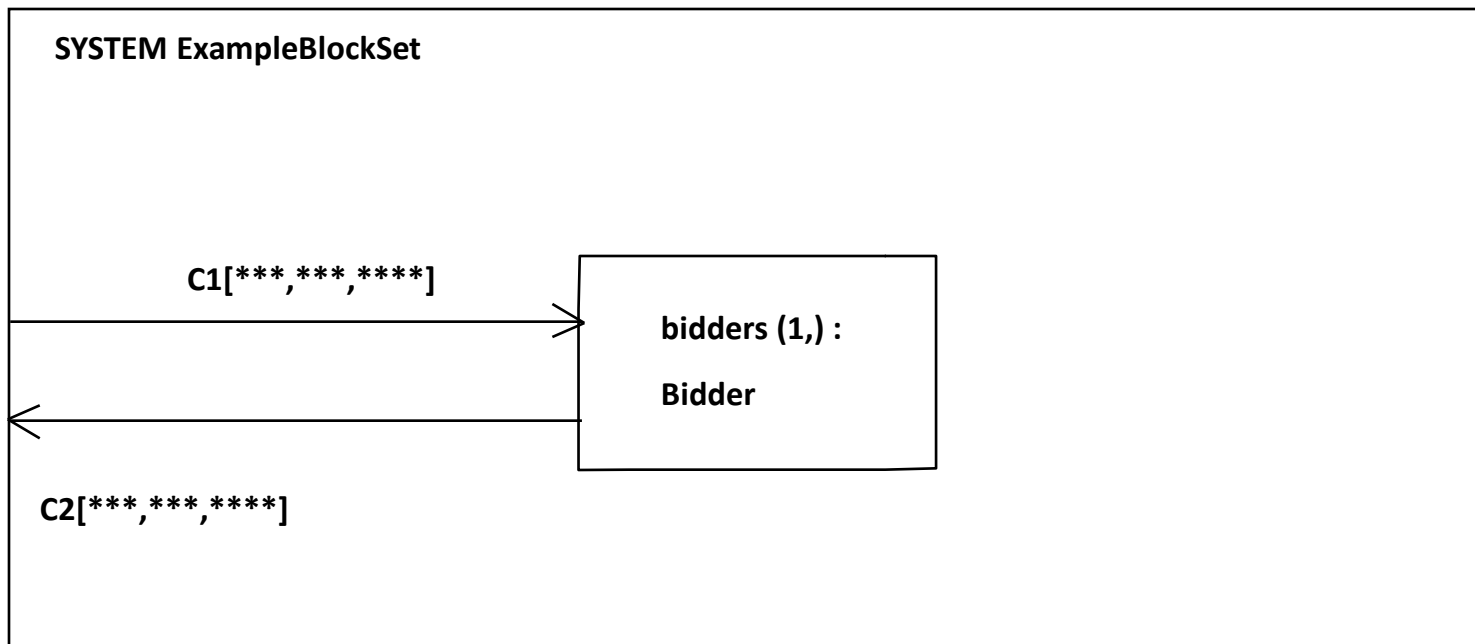 SYSTEM ExampleBlockSet
C1[***,***,****]
bidders (1,) :
Bidder
C2[***,***,****]